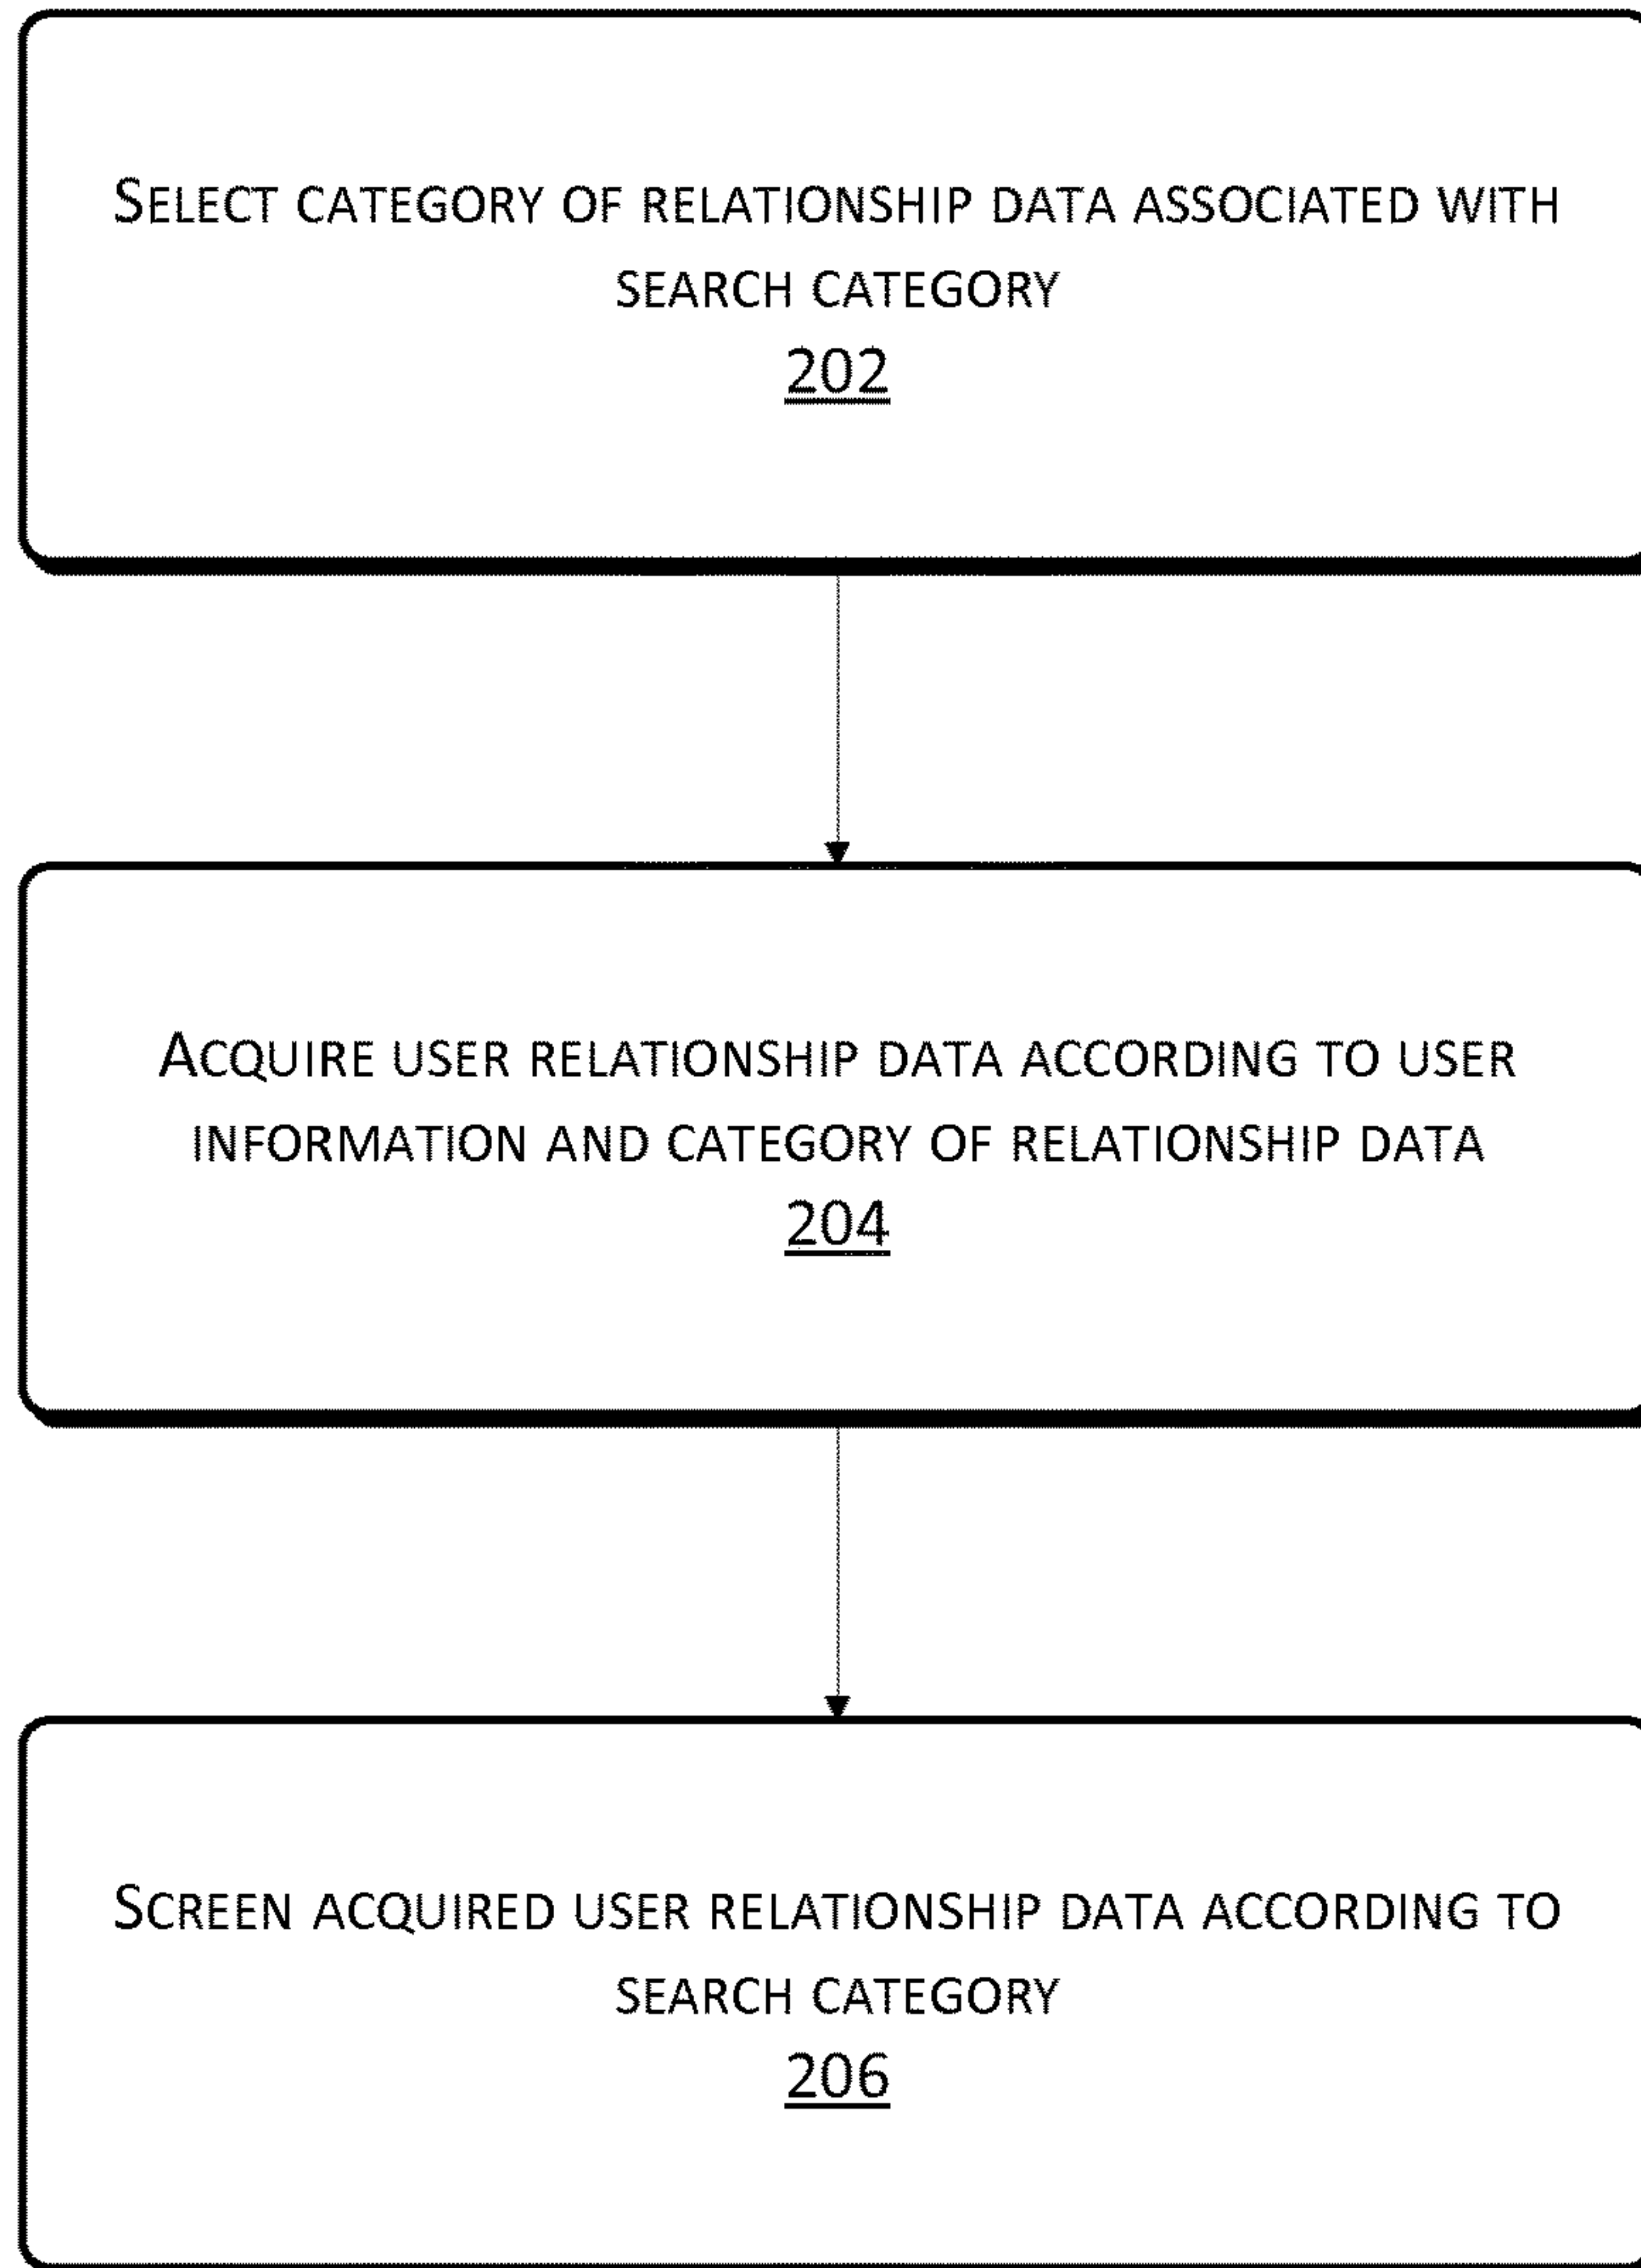 Select category of relationship data associated with
search category
202
Acquire user relationship data according to user
information and category of relationship data
204
Screen acquired user relationship data according to
search category
206